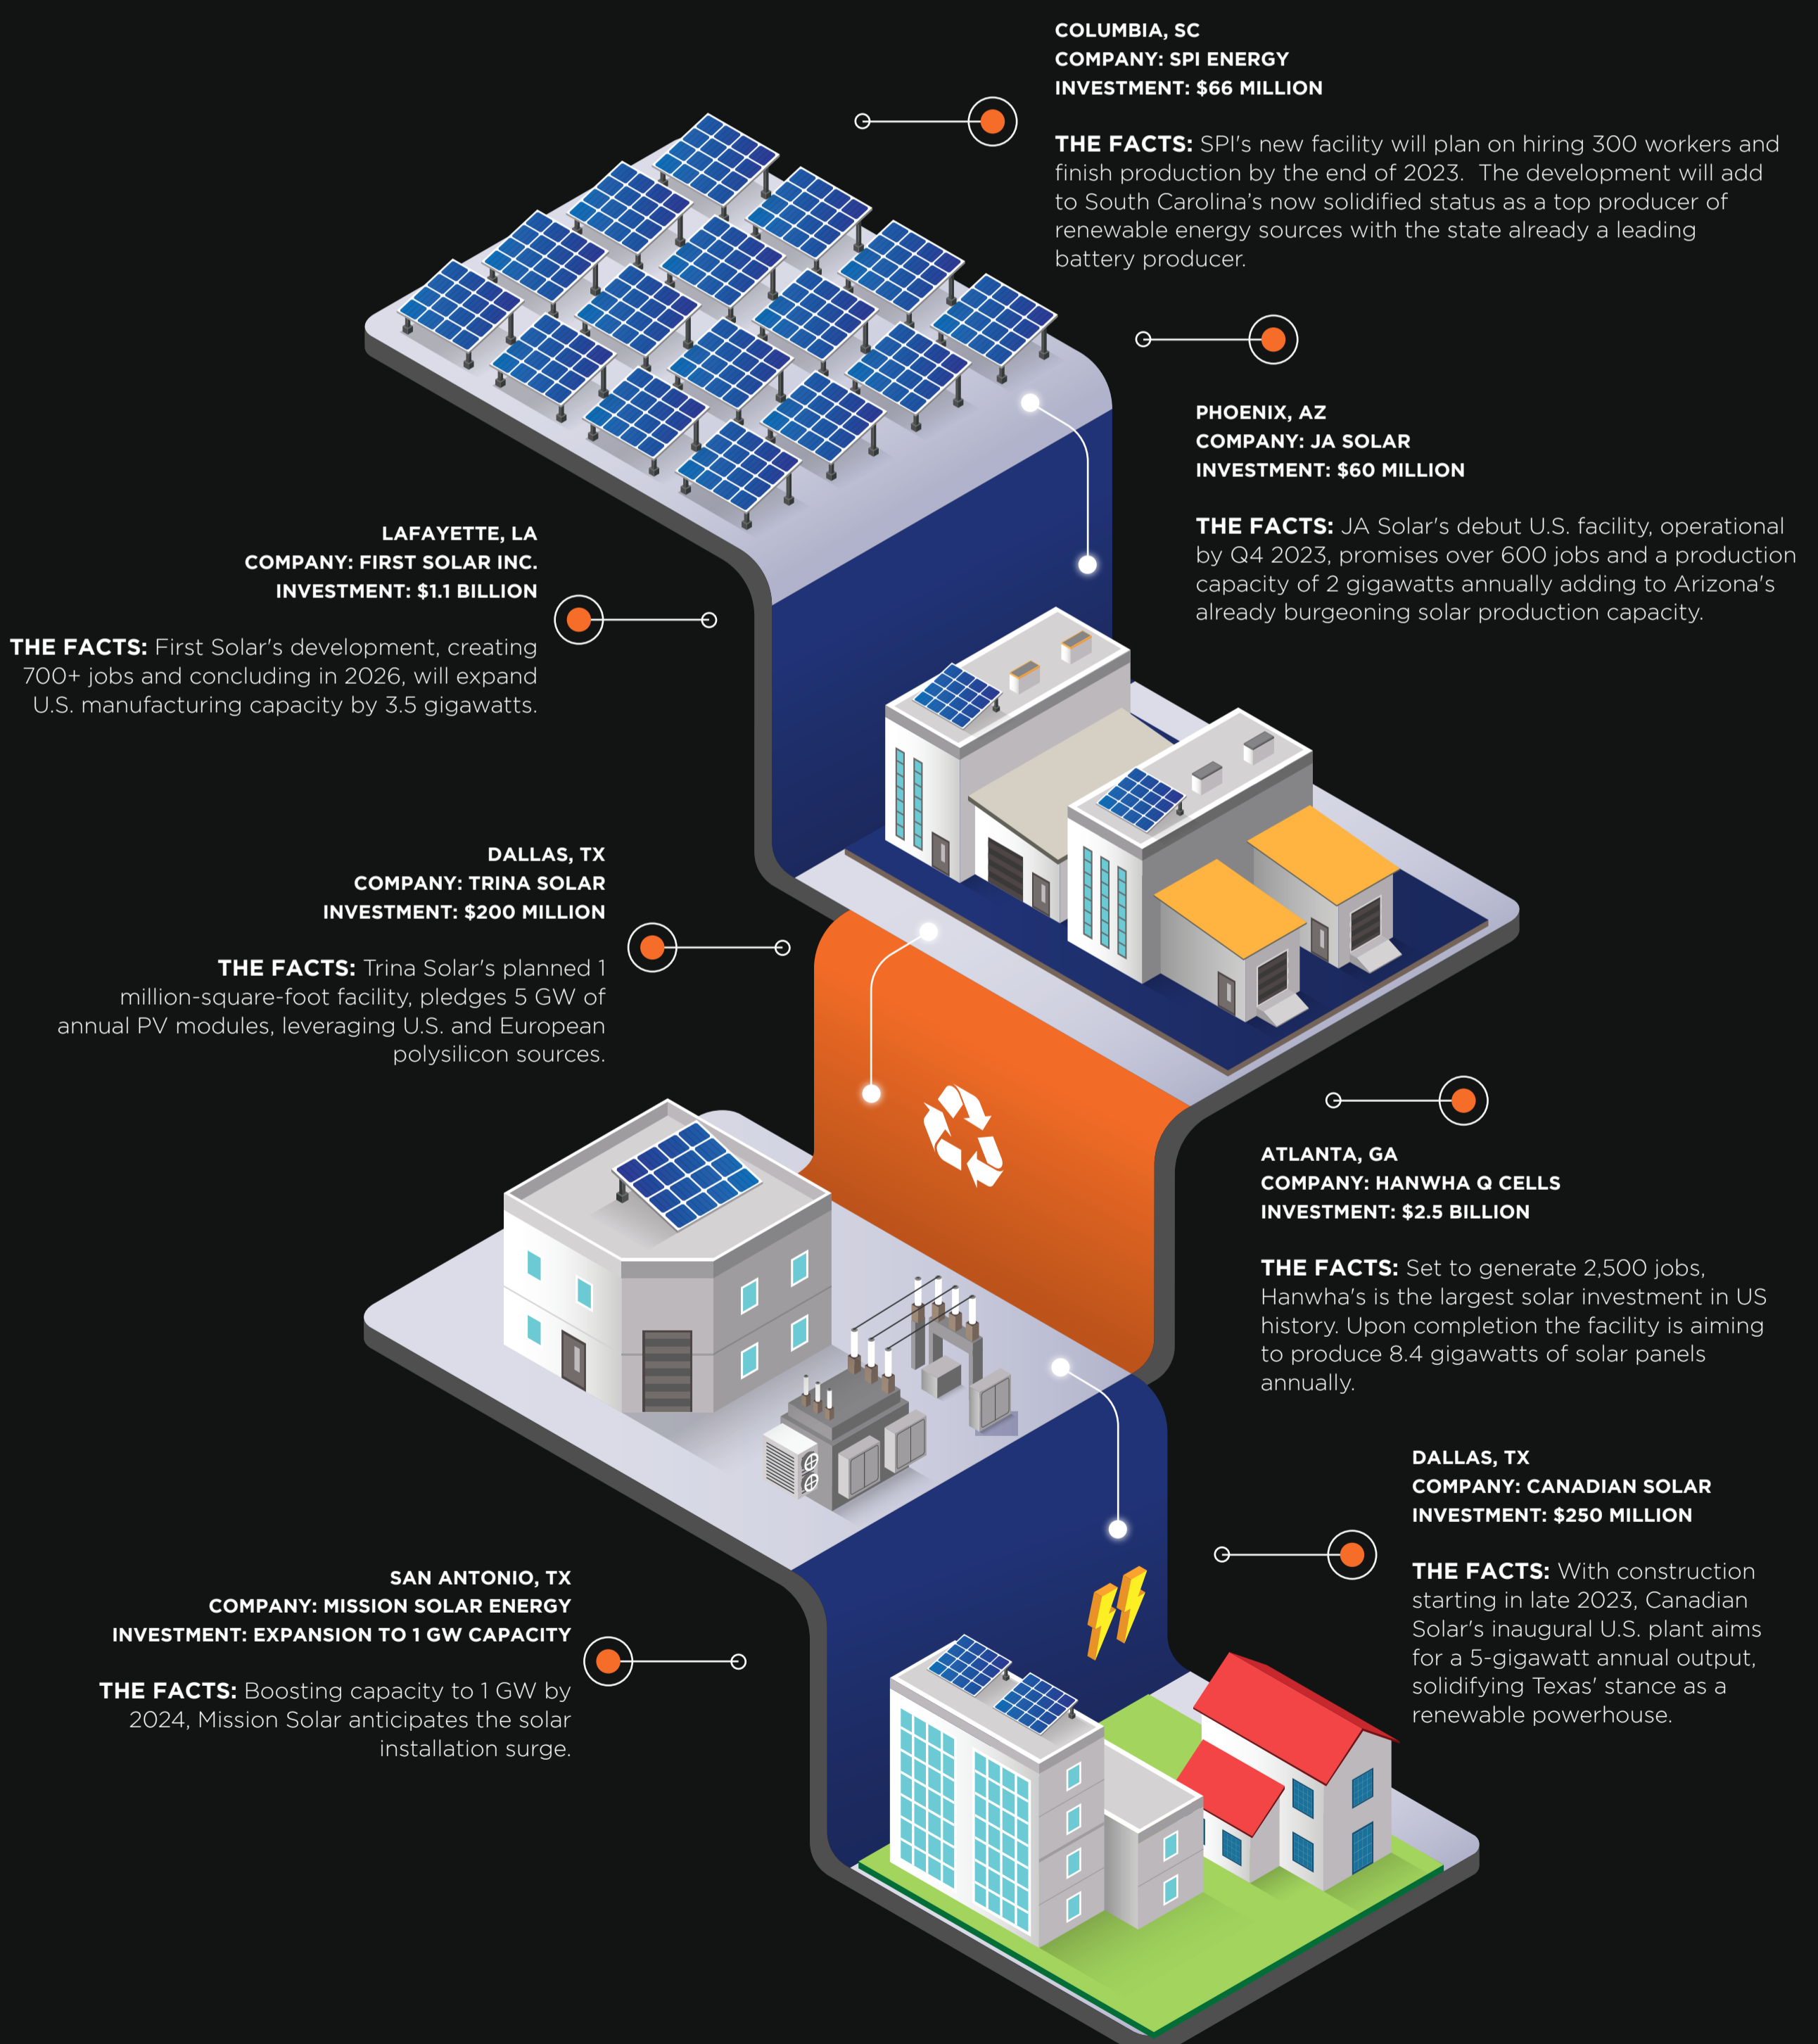 COLUMBIA, SC
COMPANY: SPI ENERGY
INVESTMENT: $66 MILLION
THE FACTS: SPI's new facility will plan on hiring 300 workers and
finish production by the end of 2023. The development will add
to South Carolina's now solidified status as a top producer of
renewable energy sources with the state already a leading
battery producer.
PHOENIX, AZ
COMPANY: JA SOLAR
INVESTMENT: $60 MILLION
THE FACTS: JA Solar's debut U.S. facility, operational
by Q4 2023, promises over 600 jobs and a production
capacity of 2 gigawatts annually adding to Arizona's
already burgeoning solar production capacity.
LAFAYETTE, LA
COMPANY: FIRST SOLAR INC.
INVESTMENT: $1.1 BILLION
THE FACTS: First Solar's development, creating
700+ jobs and concluding in 2026, will expand
U.S. manufacturing capacity by 3.5 gigawatts.
DALLAS, TX
COMPANY: TRINA SOLAR
INVESTMENT: $200 MILLION
THE FACTS: Trina Solar's planned 1
million-square-foot facility, pledges 5 GW of
annual PV modules, leveraging U.S. and European
polysilicon sources.
ATLANTA, GA
COMPANY: HANWHA Q CELLS
INVESTMENT: $2.5 BILLION
THE FACTS: Set to generate 2,500 jobs,
Hanwha's is the largest solar investment in US
history. Upon completion the facility is aiming
to produce 8.4 gigawatts of solar panels
annually.
DALLAS, TX
COMPANY: CANADIAN SOLAR
INVESTMENT: $250 MILLION
THE FACTS: With construction
starting in late 2023, Canadian
Solar's inaugural U.S. plant aims
for a 5-gigawatt annual output,
solidifying Texas' stance as a
renewable powerhouse.
SAN ANTONIO, TX
COMPANY: MISSION SOLAR ENERGY
INVESTMENT: EXPANSION TO 1 GW CAPACITY
THE FACTS: Boosting capacity to 1 GW by
2024, Mission Solar anticipates the solar
installation surge.